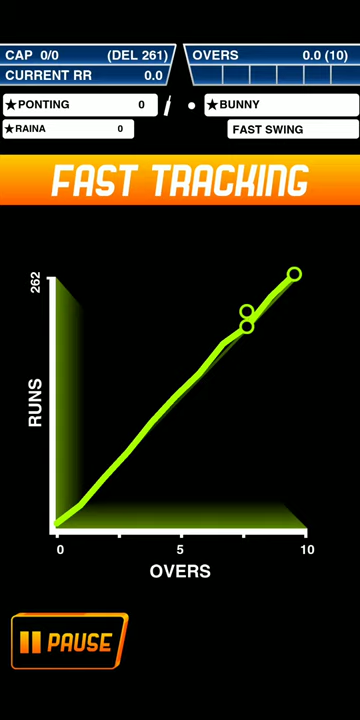 CAP 0/0 (DEL 261)
OVERS 0.0 (10)
CURRENT RR 0.0
★PONTING 0
★BUNNY
★RAINA 0
FAST SWING
FAST TRACKING
262
RUNS
0 5 10
OVERS
PAUSE